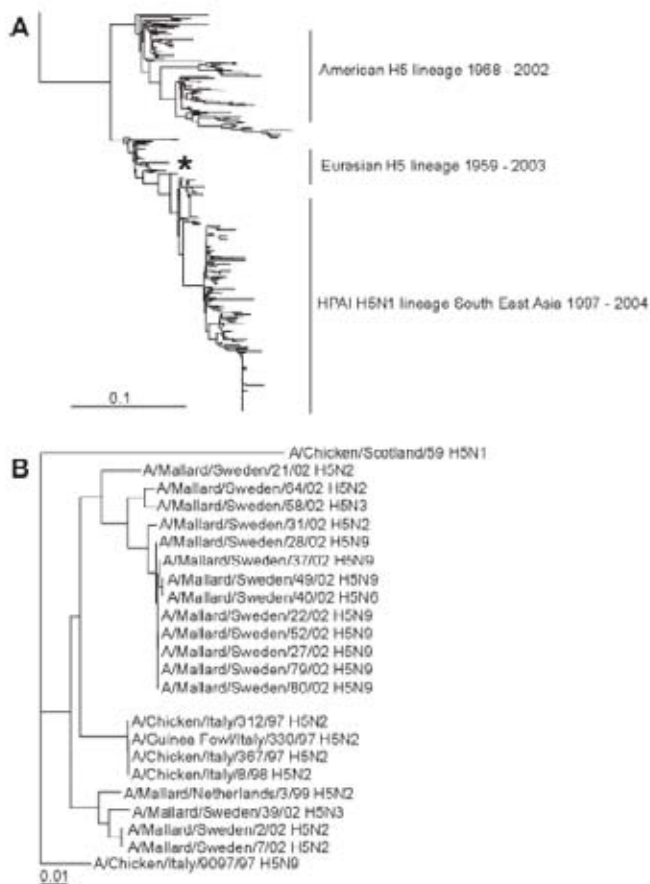 A
American H5 lineage 1968 - 2002
*
Eurasian H5 lineage 1959 - 2003
HPAI H5N1 lineage South East Asia 1997 - 2004
0.1
B
A/Chicken/Scotland/59 H5N1
A/Mallard/Sweden/21/02 H5N2
A/Mallard/Sweden/64/02 H5N2
A/Mallard/Sweden/58/02 H5N3
A/Mallard/Sweden/31/02 H5N2
A/Mallard/Sweden/28/02 H5N9
A/Mallard/Sweden/37/02 H5N9
A/Mallard/Sweden/49/02 H5N9
A/Mallard/Sweden/40/02 H5N6
A/Mallard/Sweden/22/02 H5N9
A/Mallard/Sweden/52/02 H5N9
A/Mallard/Sweden/27/02 H5N9
A/Mallard/Sweden/79/02 H5N9
A/Mallard/Sweden/80/02 H5N9
A/Chicken/Italy/312/97 H5N2
A/Guinea Fowl/Italy/330/97 H5N2
A/Chicken/Italy/367/97 H5N2
A/Chicken/Italy/8/98 H5N2
A/Mallard/Netherlands/3/99 H5N2
A/Mallard/Sweden/39/02 H5N3
A/Mallard/Sweden/2/02 H5N2
A/Mallard/Sweden/7/02 H5N2
A/Chicken/Italy/9097/97 H5N9
0.01